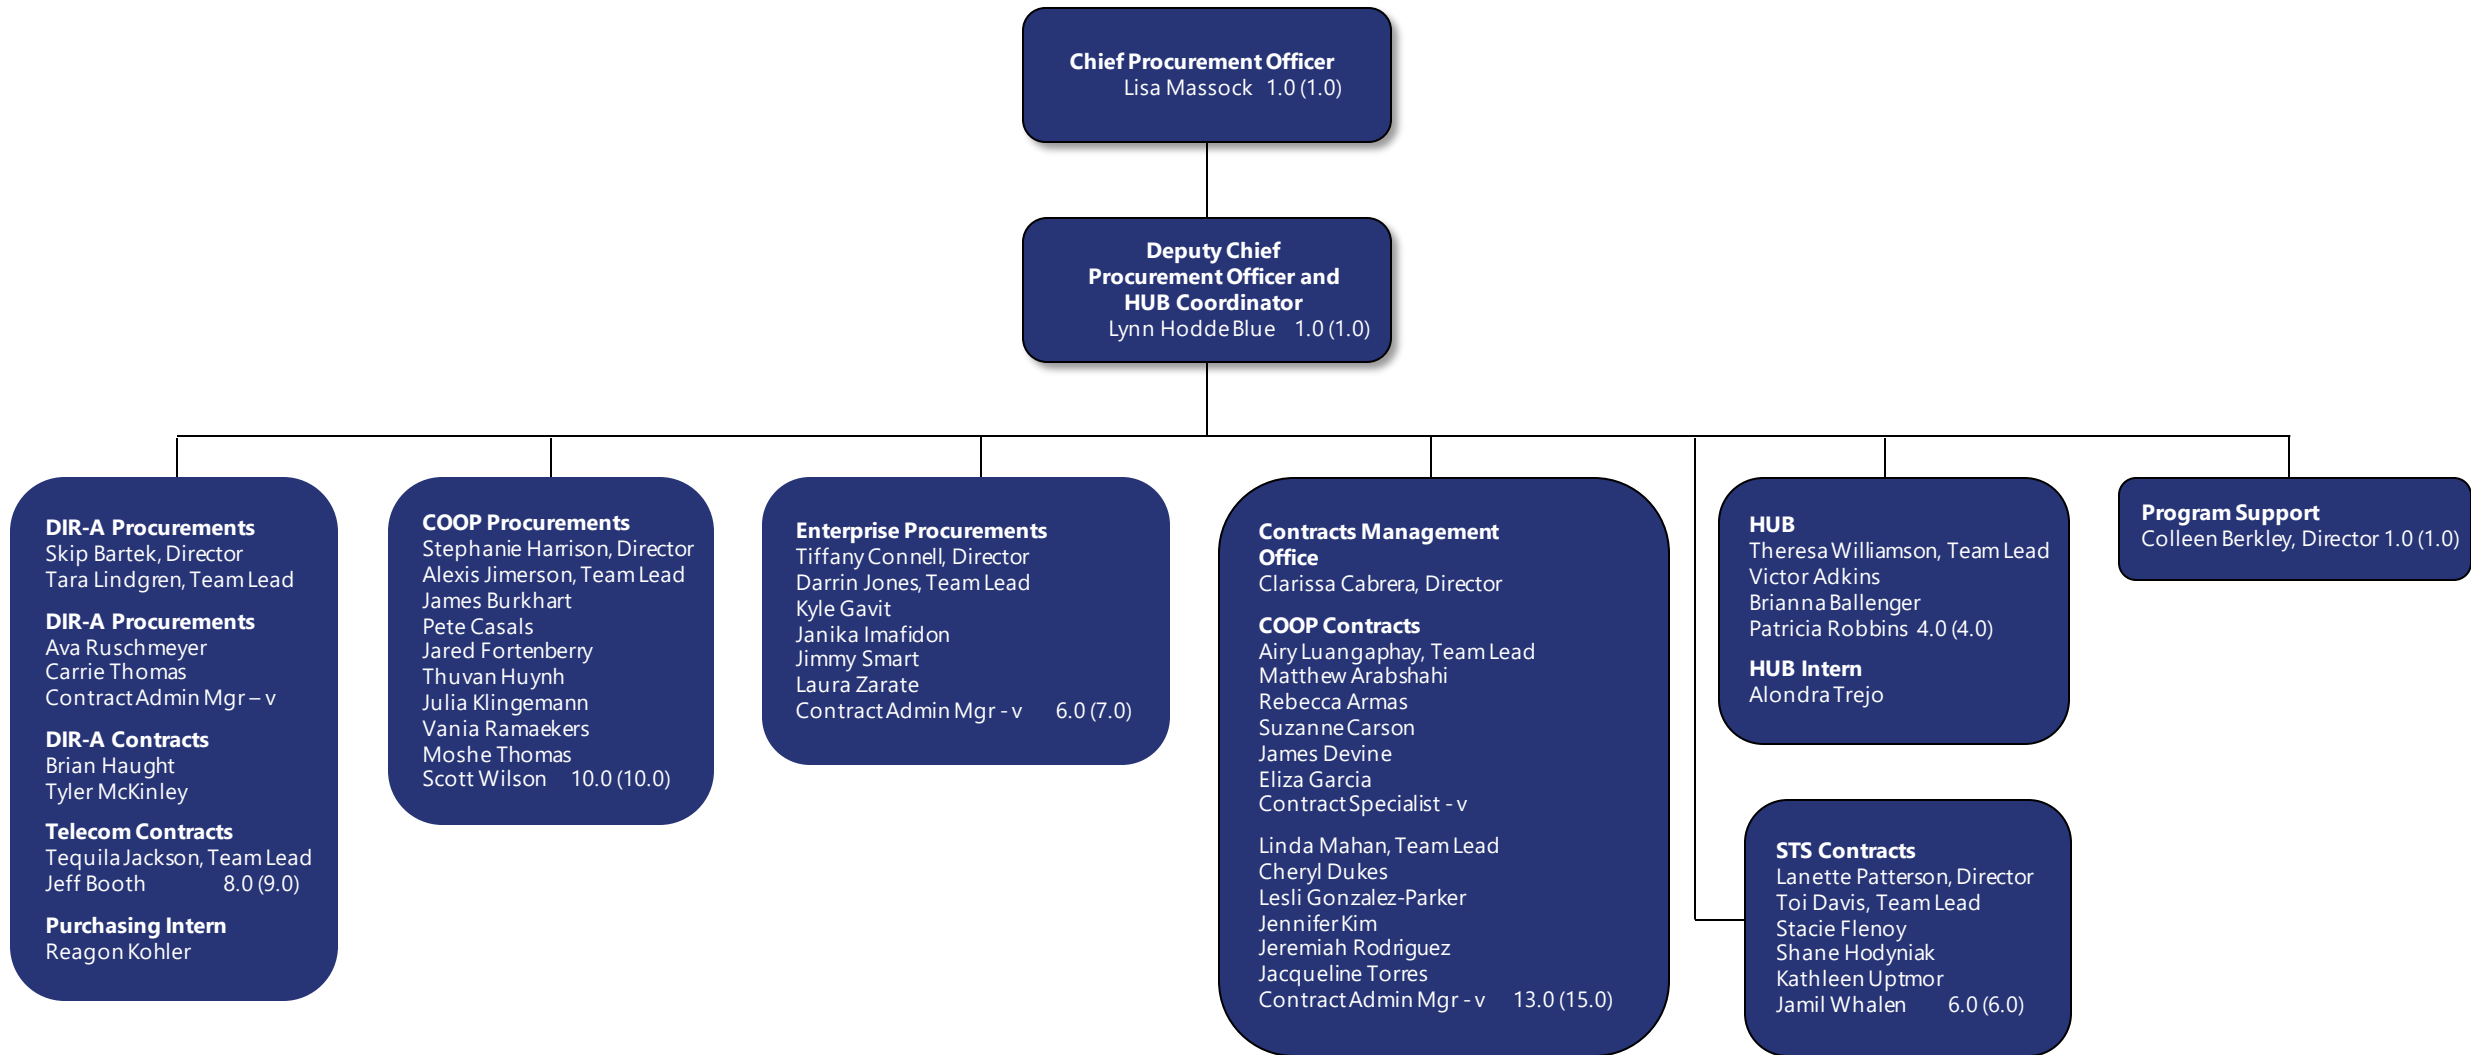 Chief Procurement Officer
Lisa Massock 1.0 (1.0)
Deputy Chief
Procurement Officer and
HUB Coordinator
Lynn Hodde Blue 1.0 (1.0)
DIR-A Procurements
Skip Bartek, Director
Tara Lindgren, Team Lead
DIR-A Procurements
Ava Ruschmeyer
Carrie Thomas
Contract Admin Mgr – v
DIR-A Contracts
Brian Haught
Tyler McKinley
Telecom Contracts
Tequila Jackson, Team Lead
Jeff Booth 8.0 (9.0)
Purchasing Intern
Reagon Kohler
COOP Procurements
Stephanie Harrison, Director
Alexis Jimerson, Team Lead
James Burkhart
Pete Casals
Jared Fortenberry
Thuvan Huynh
Julia Klingemann
Vania Ramaekers
Moshe Thomas
Scott Wilson 10.0 (10.0)
Enterprise Procurements
Tiffany Connell, Director
Darrin Jones, Team Lead
Kyle Gavit
Janika Imafidon
Jimmy Smart
Laura Zarate
Contract Admin Mgr - v 6.0 (7.0)
Contracts Management
Office
Clarissa Cabrera, Director
COOP Contracts
Airy Luangaphay, Team Lead
Matthew Arabshahi
Rebecca Armas
Suzanne Carson
James Devine
Eliza Garcia
Contract Specialist - v
Linda Mahan, Team Lead
Cheryl Dukes
Lesli Gonzalez-Parker
Jennifer Kim
Jeremiah Rodriguez
Jacqueline Torres
Contract Admin Mgr - v 13.0 (15.0)
HUB
Theresa Williamson, Team Lead
Victor Adkins
Brianna Ballenger
Patricia Robbins 4.0 (4.0)
HUB Intern
Alondra Trejo
STS Contracts
Lanette Patterson, Director
Toi Davis, Team Lead
Stacie Flenoy
Shane Hodyniak
Kathleen Uptmor
Jamil Whalen 6.0 (6.0)
Program Support
Colleen Berkley, Director 1.0 (1.0)